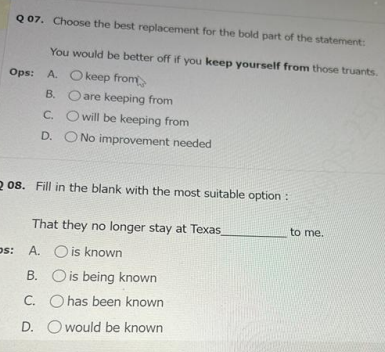 Q 07. Choose the best replacement for the bold part of the statement:
You would be better off if you keep yourself from those truants.
Ops: A. keep from
B. are keeping from
C. will be keeping from
D. No improvement needed
Q 08. Fill in the blank with the most suitable option :
That they no longer stay at Texas____________ to me.
ps: A. is known
B. is being known
C. has been known
D. would be known